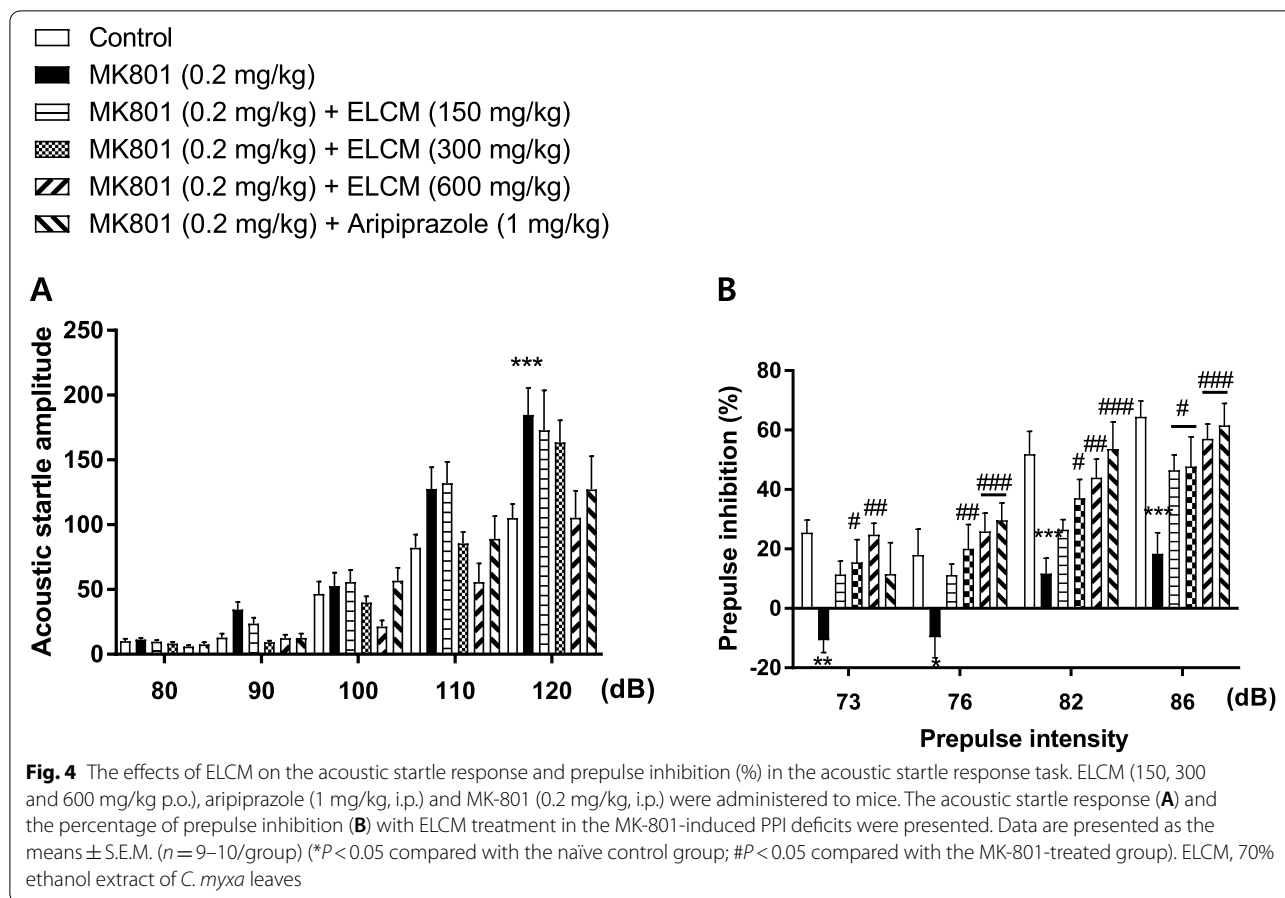 Control
MK801 (0.2 mg/kg)
MK801 (0.2 mg/kg) + ELCM (150 mg/kg)
MK801 (0.2 mg/kg) + ELCM (300 mg/kg)
MK801 (0.2 mg/kg) + ELCM (600 mg/kg)
MK801 (0.2 mg/kg) + Aripiprazole (1 mg/kg)
A
Acoustic startle amplitude
250
200
150
100
50
0
***
80 90 100 110 120 (dB)
B
Prepulse inhibition (%)
80
60
40
20
0
-20
** # ##
* ## ###
*** # ## ###
*** # ###
73 76 82 86 (dB)
Prepulse intensity
Fig. 4 The effects of ELCM on the acoustic startle response and prepulse inhibition (%) in the acoustic startle response task. ELCM (150, 300
and 600 mg/kg p.o.), aripiprazole (1 mg/kg, i.p.) and MK-801 (0.2 mg/kg, i.p.) were administered to mice. The acoustic startle response (A) and
the percentage of prepulse inhibition (B) with ELCM treatment in the MK-801-induced PPI deficits were presented. Data are presented as the
means ± S.E.M. (n = 9–10/group) (*P < 0.05 compared with the naïve control group; #P < 0.05 compared with the MK-801-treated group). ELCM, 70%
ethanol extract of C. myxa leaves